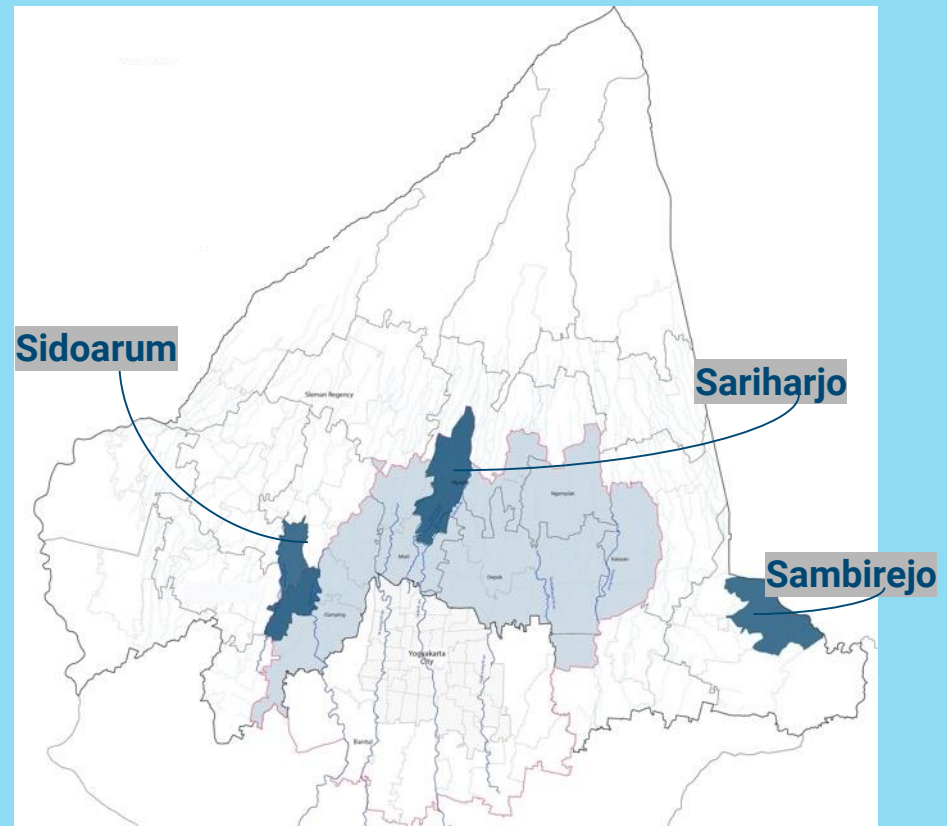 Sidoarum
Sariharjo
Sleman Regency
Ngemplak
Mlati
Depok
Kalasan
Sambirejo
Gamping
Yogyakarta
City
Bantul